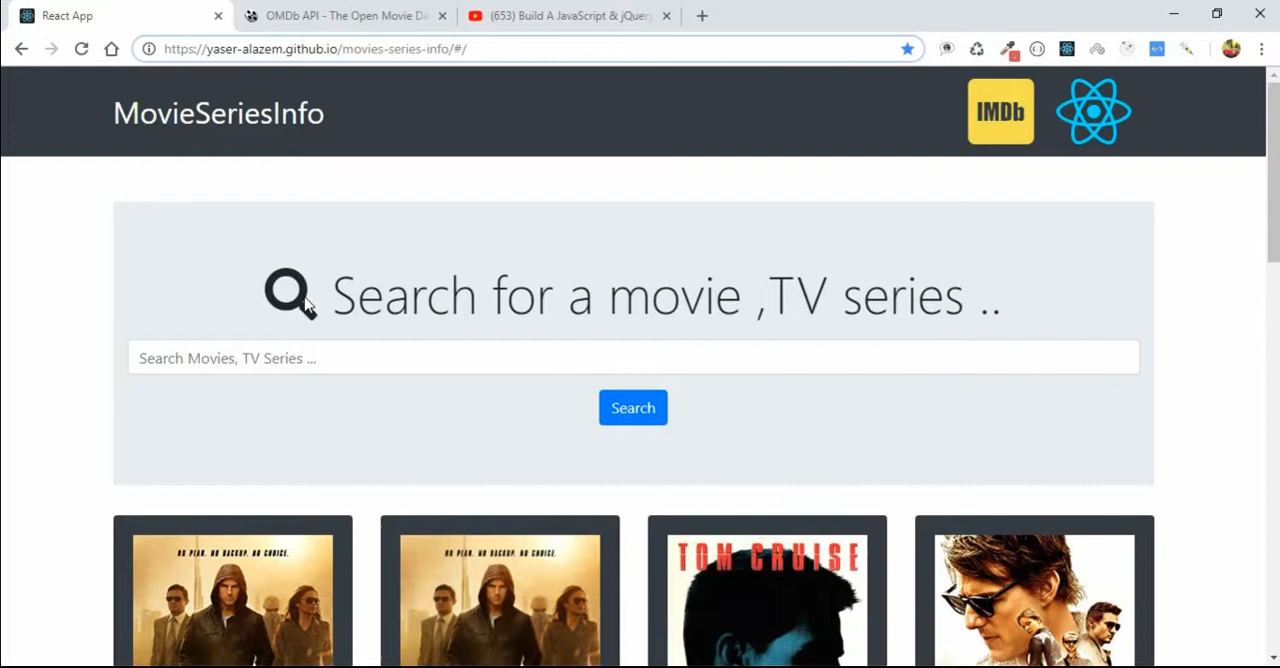 React App
OMDb API - The Open Movie Da
(653) Build A JavaScript & jQuery
https://yaser-alazem.github.io/movies-series-info/#/
MovieSeriesInfo
IMDb
Search for a movie ,TV series ..
Search Movies, TV Series ...
Search
NO PLAN. NO BACKUP. NO CHOICE.
NO PLAN. NO BACKUP. NO CHOICE.
TOM CRUISE